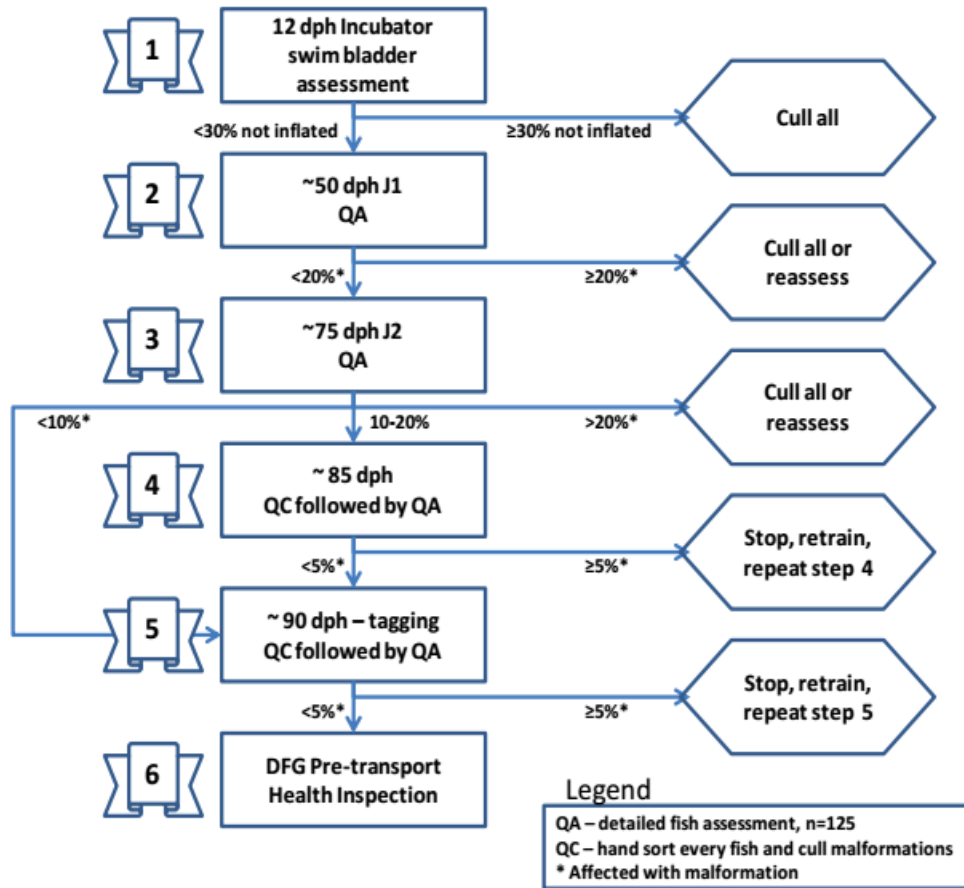 1
12 dph Incubator
swim bladder
assessment
Cull all
<30% not inflated
≥30% not inflated
2
~50 dph J1
QA
Cull all or
reassess
<20%*
≥20%*
3
~75 dph J2
QA
Cull all or
reassess
<10%*
10-20%
>20%*
4
~ 85 dph
QC followed by QA
Stop, retrain,
repeat step 4
<5%*
≥5%*
5
~ 90 dph – tagging
QC followed by QA
Stop, retrain,
repeat step 5
<5%*
≥5%*
6
DFG Pre-transport
Health Inspection
Legend
QA – detailed fish assessment, n=125
QC – hand sort every fish and cull malformations
* Affected with malformation